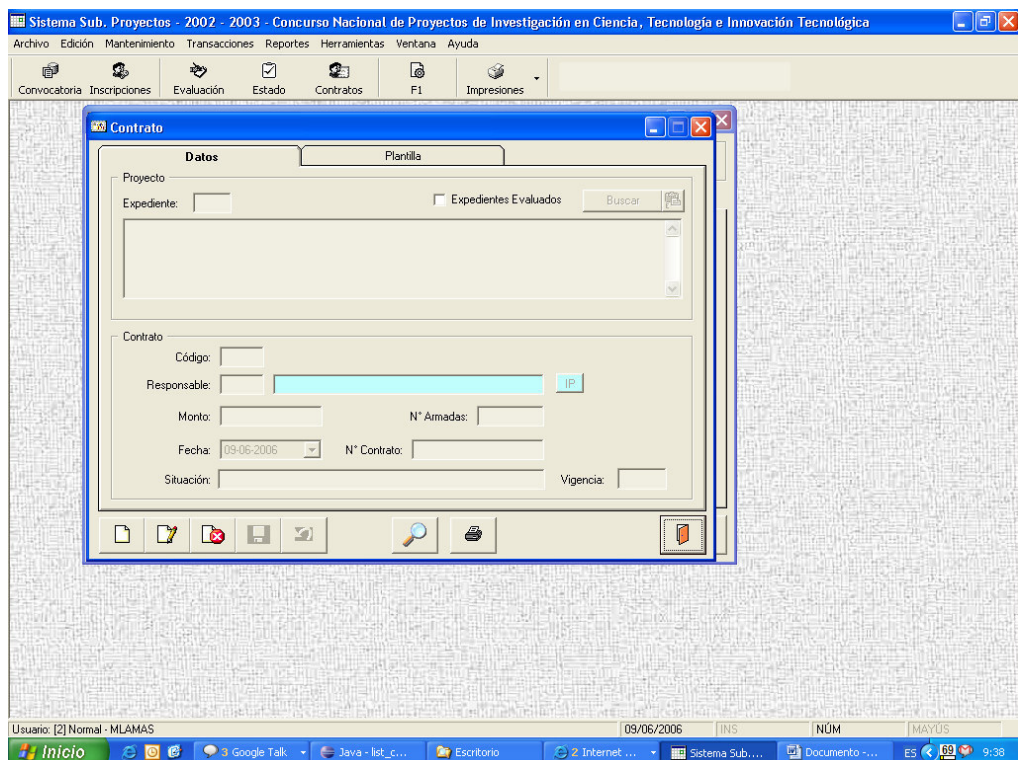 Sistema Sub. Proyectos - 2002 - 2003 - Concurso Nacional de Proyectos de Investigación en Ciencia, Tecnología e Innovación Tecnológica
Archivo Edición Mantenimiento Transacciones Reportes Herramientas Ventana Ayuda
Convocatoria Inscripciones Evaluación Estado Contratos F1 Impresiones
Contrato
Datos Plantilla
Proyecto
Expediente: Expedientes Evaluados Buscar
Contrato
Código:
Responsable: IP
Monto: N° Armadas:
Fecha: 09-06-2006 N° Contrato:
Situación: Vigencia:
Usuario: [2] Normal - MLAMAS 09/06/2006 INS NÚM MAYÚS
Inicio 3 Google Talk Java - list_c... Escritorio 2 Internet ... Sistema Sub.... Documento -... ES 69 9:38